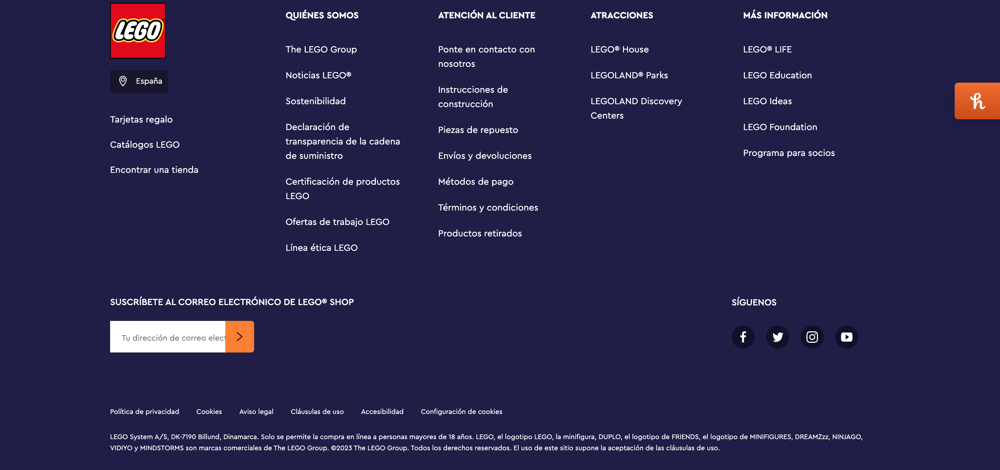 LEGO
España
Tarjetas regalo
Catálogos LEGO
Encontrar una tienda
QUIÉNES SOMOS
The LEGO Group
Noticias LEGO®
Sostenibilidad
Declaración de
transparencia de la cadena
de suministro
Certificación de productos
LEGO
Ofertas de trabajo LEGO
Línea ética LEGO
ATENCIÓN AL CLIENTE
Ponte en contacto con
nosotros
Instrucciones de
construcción
Piezas de repuesto
Envíos y devoluciones
Métodos de pago
Términos y condiciones
Productos retirados
ATRACCIONES
LEGO® House
LEGOLAND® Parks
LEGOLAND Discovery
Centers
MÁS INFORMACIÓN
LEGO® LIFE
LEGO Education
LEGO Ideas
LEGO Foundation
Programa para socios
h
SUSCRÍBETE AL CORREO ELECTRÓNICO DE LEGO® SHOP
Tu dirección de correo elect
SÍGUENOS
Política de privacidad Cookies Aviso legal Cláusulas de uso Accesibilidad Configuración de cookies
LEGO System A/S, DK-7190 Billund, Dinamarca. Solo se permite la compra en línea a personas mayores de 18 años. LEGO, el logotipo LEGO, la minifigura, DUPLO, el logotipo de FRIENDS, el logotipo de MINIFIGURES, DREAMZzz, NINJAGO,
VIDIYO y MINDSTORMS son marcas comerciales de The LEGO Group. ©2023 The LEGO Group. Todos los derechos reservados. El uso de este sitio supone la aceptación de las cláusulas de uso.